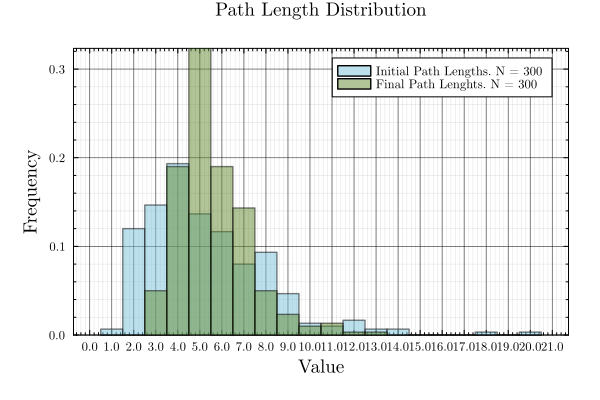 Path Length Distribution
Initial Path Lengths. N = 300
Final Path Lenghts. N = 300
0.3
0.2
0.1
0.0
Frequency
0.0 1.0 2.0 3.0 4.0 5.0 6.0 7.0 8.0 9.0 10.0 11.0 12.0 13.0 14.0 15.0 16.0 17.0 18.0 19.0 20.0 21.0
Value